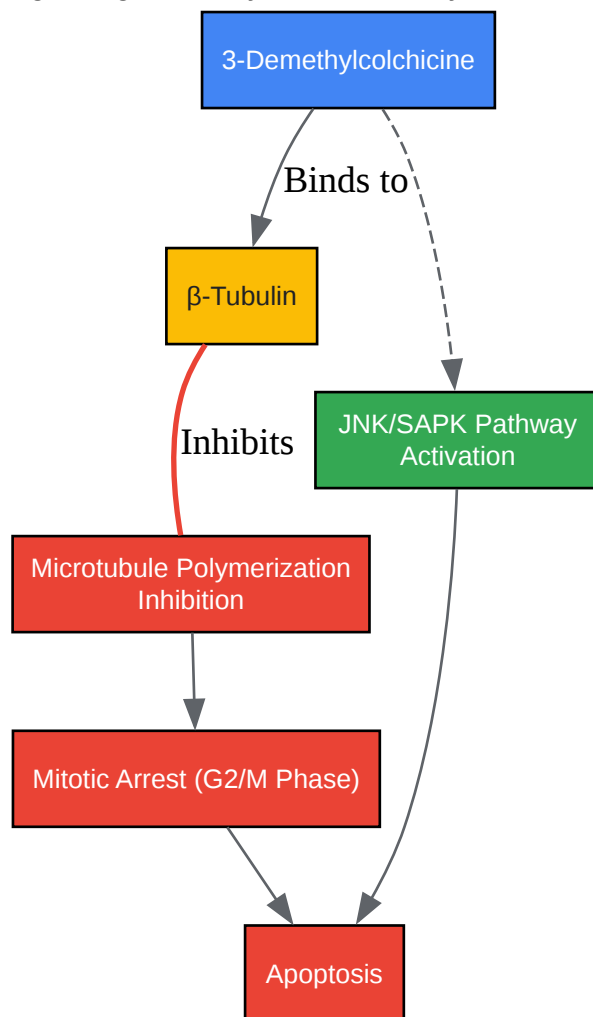 3-Demethylcolchicine
Binds to
β-Tubulin
JNK/SAPK Pathway
Activation
Inhibits
Microtubule Polymerization
Inhibition
Mitotic Arrest (G2/M Phase)
Apoptosis